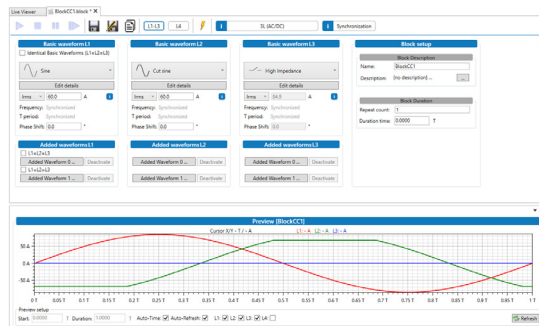 Live Viewer BlockCC1.block * X
L1-L3 L4 3L (AC/DC) Synchronization
Basic waveform L1 Basic waveform L2 Basic waveform L3 Block setup
Identical Basic Waveforms (L1=L2=L3)
Block Description
Name: BlockCC1
Sine Cut sine High Impedance
Description: [no description] ... ...
Edit details Edit details Edit details
Irms 60.0 A Irms 60.0 A Irms 84.9 A
Block Duration
Frequency: Synchronized Frequency: Synchronized Frequency: Synchronized
Repeat count: 1
T period: Synchronized T period: Synchronized T period: Synchronized
Duration time: 0.0000 T
Phase Shift: 0.0 ° Phase Shift: 0.0 ° Phase Shift: 0.0 °
Added waveforms L1 Added waveforms L2 Added waveforms L3
L1=L2=L3
Added Waveform 0 ... Deactivate Added Waveform 0 ... Deactivate Added Waveform 0 ... Deactivate
L1=L2=L3
Added Waveform 1 ... Deactivate Added Waveform 1 ... Deactivate Added Waveform 1 ... Deactivate
Preview [BlockCC1]
Cursor X/Y - T / - A L1: - A L2: - A L3: - A
50 A
0 A
-50 A
0 T 0.05 T 0.1 T 0.15 T 0.2 T 0.25 T 0.3 T 0.35 T 0.4 T 0.45 T 0.5 T 0.55 T 0.6 T 0.65 T 0.7 T 0.75 T 0.8 T 0.85 T 0.9 T 0.95 T 1 T
Preview setup
Start: 0.0000 T Duration: 1.0000 T Auto-Time: Auto-Refresh: L1: L2: L3: L4: Refresh